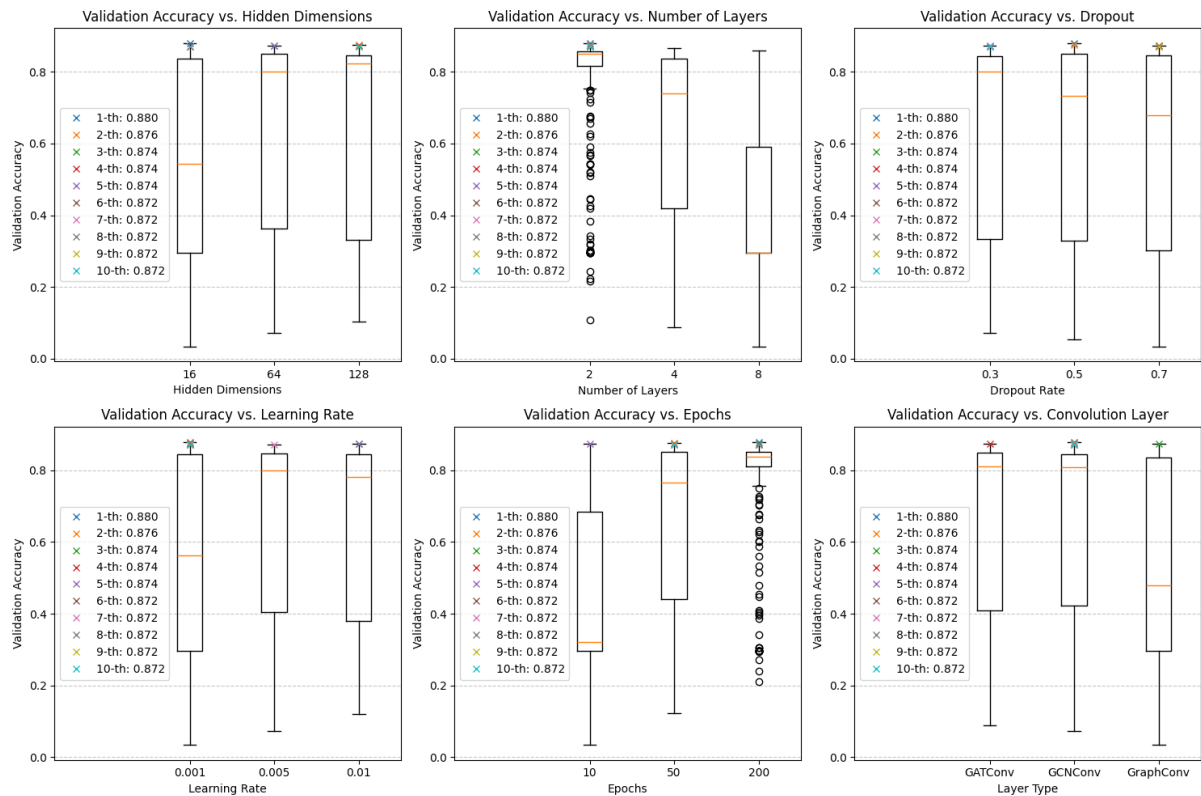 Validation Accuracy vs. Hidden Dimensions
Validation Accuracy
0.8
0.6
0.4
0.2
0.0
1-th: 0.880
2-th: 0.876
3-th: 0.874
4-th: 0.874
5-th: 0.874
6-th: 0.872
7-th: 0.872
8-th: 0.872
9-th: 0.872
10-th: 0.872
16 64 128
Hidden Dimensions
Validation Accuracy vs. Number of Layers
Validation Accuracy
0.8
0.6
0.4
0.2
0.0
1-th: 0.880
2-th: 0.876
3-th: 0.874
4-th: 0.874
5-th: 0.874
6-th: 0.872
7-th: 0.872
8-th: 0.872
9-th: 0.872
10-th: 0.872
2 4 8
Number of Layers
Validation Accuracy vs. Dropout
Validation Accuracy
0.8
0.6
0.4
0.2
0.0
1-th: 0.880
2-th: 0.876
3-th: 0.874
4-th: 0.874
5-th: 0.874
6-th: 0.872
7-th: 0.872
8-th: 0.872
9-th: 0.872
10-th: 0.872
0.3 0.5 0.7
Dropout Rate
Validation Accuracy vs. Learning Rate
Validation Accuracy
0.8
0.6
0.4
0.2
0.0
1-th: 0.880
2-th: 0.876
3-th: 0.874
4-th: 0.874
5-th: 0.874
6-th: 0.872
7-th: 0.872
8-th: 0.872
9-th: 0.872
10-th: 0.872
0.001 0.005 0.01
Learning Rate
Validation Accuracy vs. Epochs
Validation Accuracy
0.8
0.6
0.4
0.2
0.0
1-th: 0.880
2-th: 0.876
3-th: 0.874
4-th: 0.874
5-th: 0.874
6-th: 0.872
7-th: 0.872
8-th: 0.872
9-th: 0.872
10-th: 0.872
10 50 200
Epochs
Validation Accuracy vs. Convolution Layer
Validation Accuracy
0.8
0.6
0.4
0.2
0.0
1-th: 0.880
2-th: 0.876
3-th: 0.874
4-th: 0.874
5-th: 0.874
6-th: 0.872
7-th: 0.872
8-th: 0.872
9-th: 0.872
10-th: 0.872
GATConv GCNConv GraphConv
Layer Type